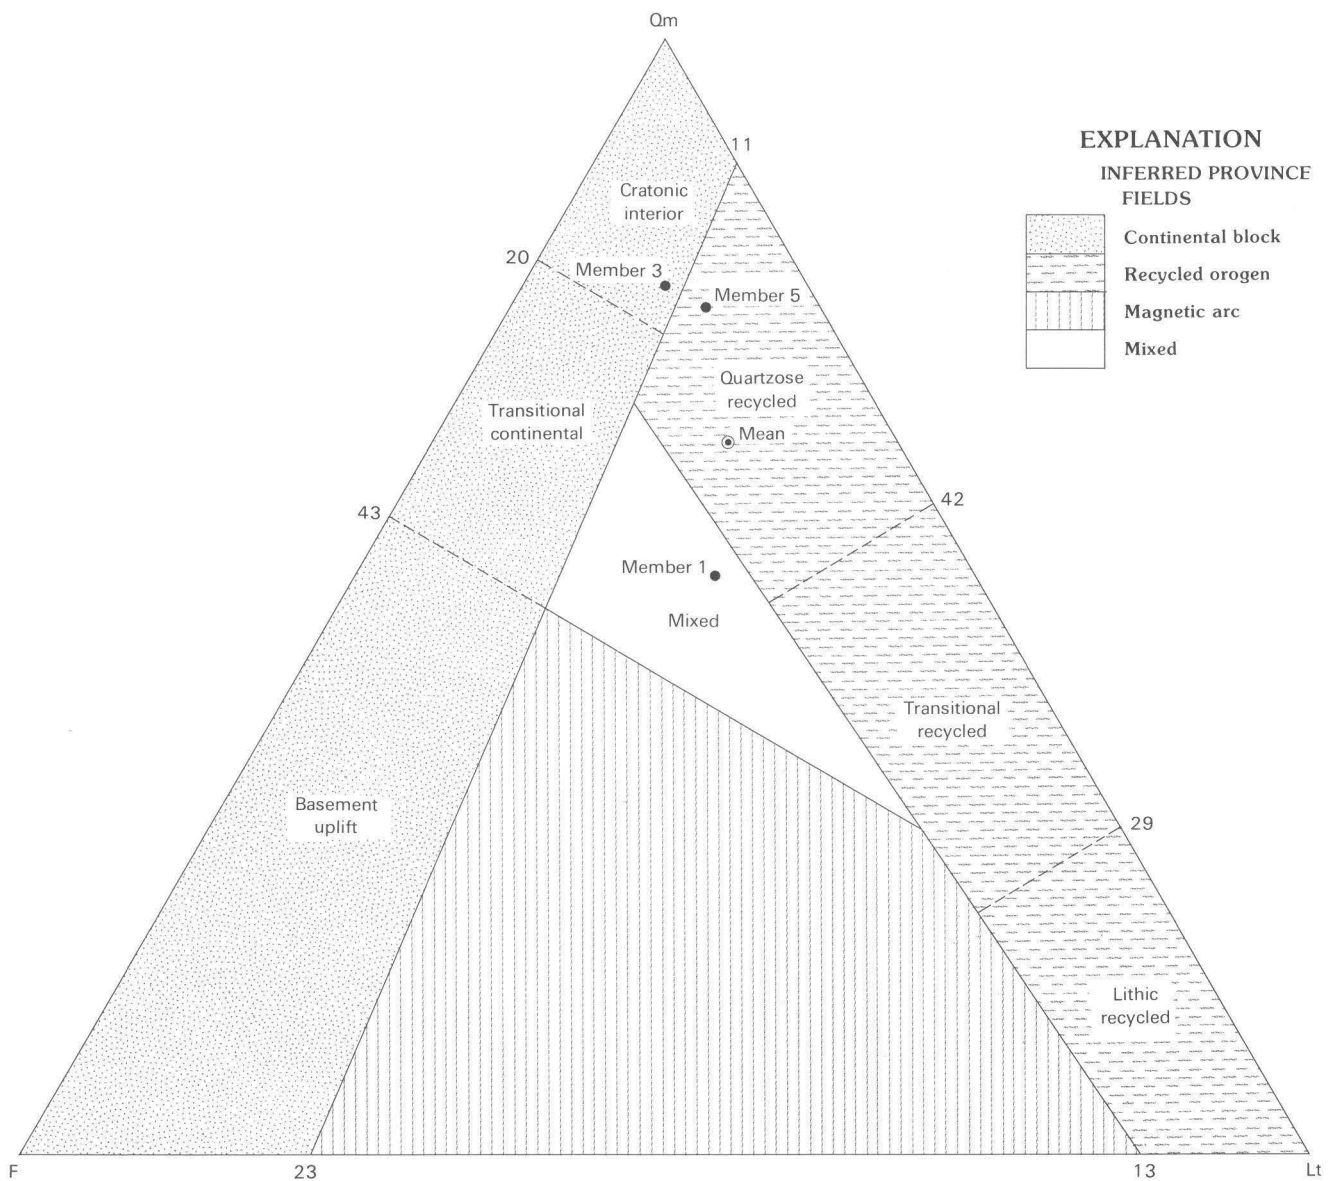 Qm
11
EXPLANATION
INFERRED PROVINCE
FIELDS
Continental block
Recycled orogen
Magnetic arc
Mixed
Cratonic
interior
20
Member 3
Member 5
Quartzose
recycled
Transitional
continental
Mean
43
42
Member 1
Mixed
Transitional
recycled
Basement
uplift
29
Lithic
recycled
F
23
13
Lt